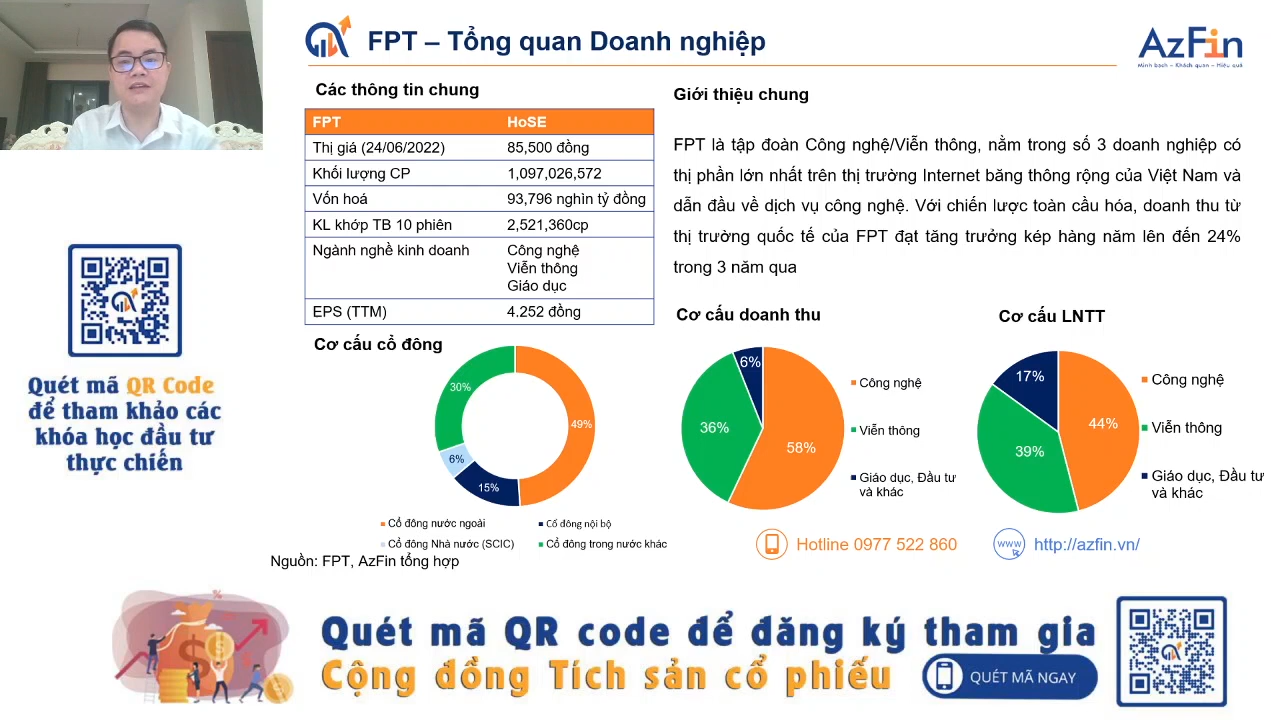 FPT – Tổng quan Doanh nghiệp
AzFin
Minh bạch – Khách quan – Hiệu quả
Các thông tin chung
FPT HoSE
Thị giá (24/06/2022) 85,500 đồng
Khối lượng CP 1,097,026,572
Vốn hoá 93,796 nghìn tỷ đồng
KL khớp TB 10 phiên 2,521,360cp
Ngành nghề kinh doanh Công nghệ
Viễn thông
Giáo dục
EPS (TTM) 4.252 đồng
Giới thiệu chung
FPT là tập đoàn Công nghệ/Viễn thông, nằm trong số 3 doanh nghiệp có
thị phần lớn nhất trên thị trường Internet băng thông rộng của Việt Nam và
dẫn đầu về dịch vụ công nghệ. Với chiến lược toàn cầu hóa, doanh thu từ
thị trường quốc tế của FPT đạt tăng trưởng kép hàng năm lên đến 24%
trong 3 năm qua
Quét mã QR Code
để tham khảo các
khóa học đầu tư
thực chiến
Cơ cấu cổ đông
30%
49%
6%
15%
Cổ đông nước ngoài
Cổ đông nội bộ
Cổ đông Nhà nước (SCIC)
Cổ đông trong nước khác
Nguồn: FPT, AzFin tổng hợp
Cơ cấu doanh thu
6%
36%
58%
Công nghệ
Viễn thông
Giáo dục, Đầu tư
và khác
Cơ cấu LNTT
17%
44%
39%
Công nghệ
Viễn thông
Giáo dục, Đầu tư
và khác
Hotline 0977 522 860
www
http://azfin.vn/
Quét mã QR code để đăng ký tham gia
Cộng đồng Tích sản cổ phiếu
QUÉT MÃ NGAY